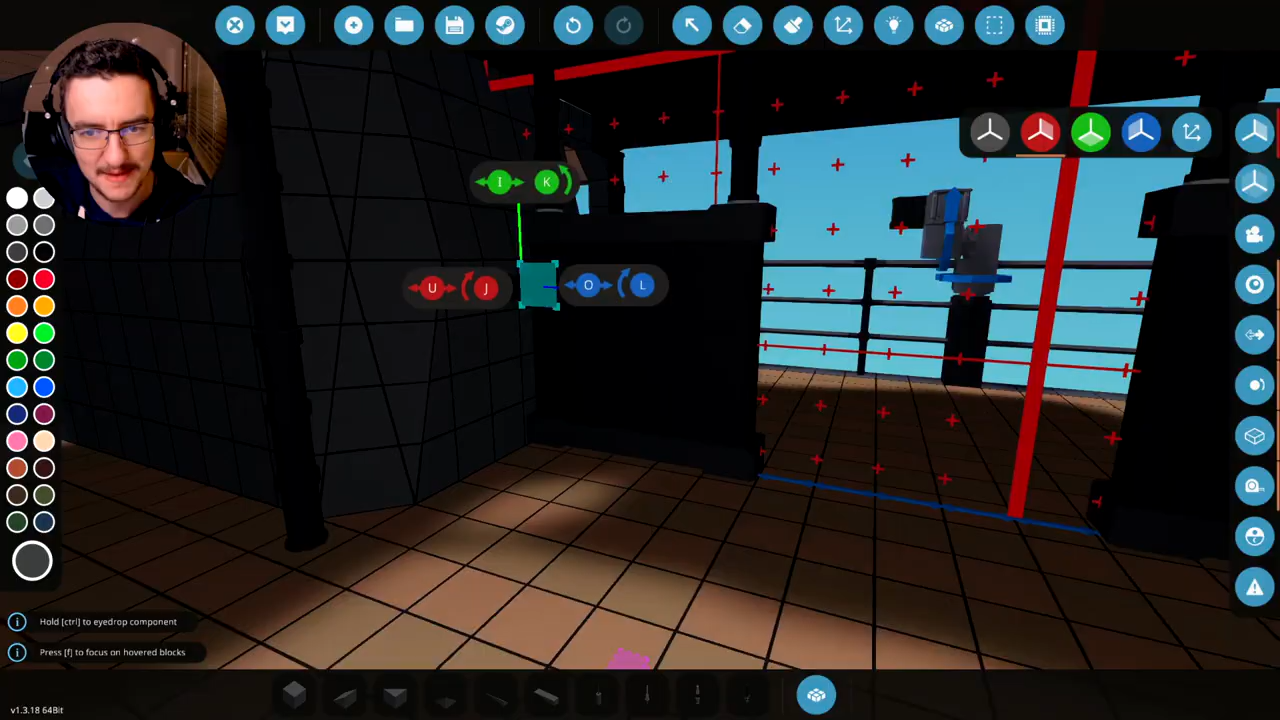 I K
U J O L
Hold [ctrl] to eyedrop component
Press [f] to focus on hovered blocks
v1.3.18 64Bit